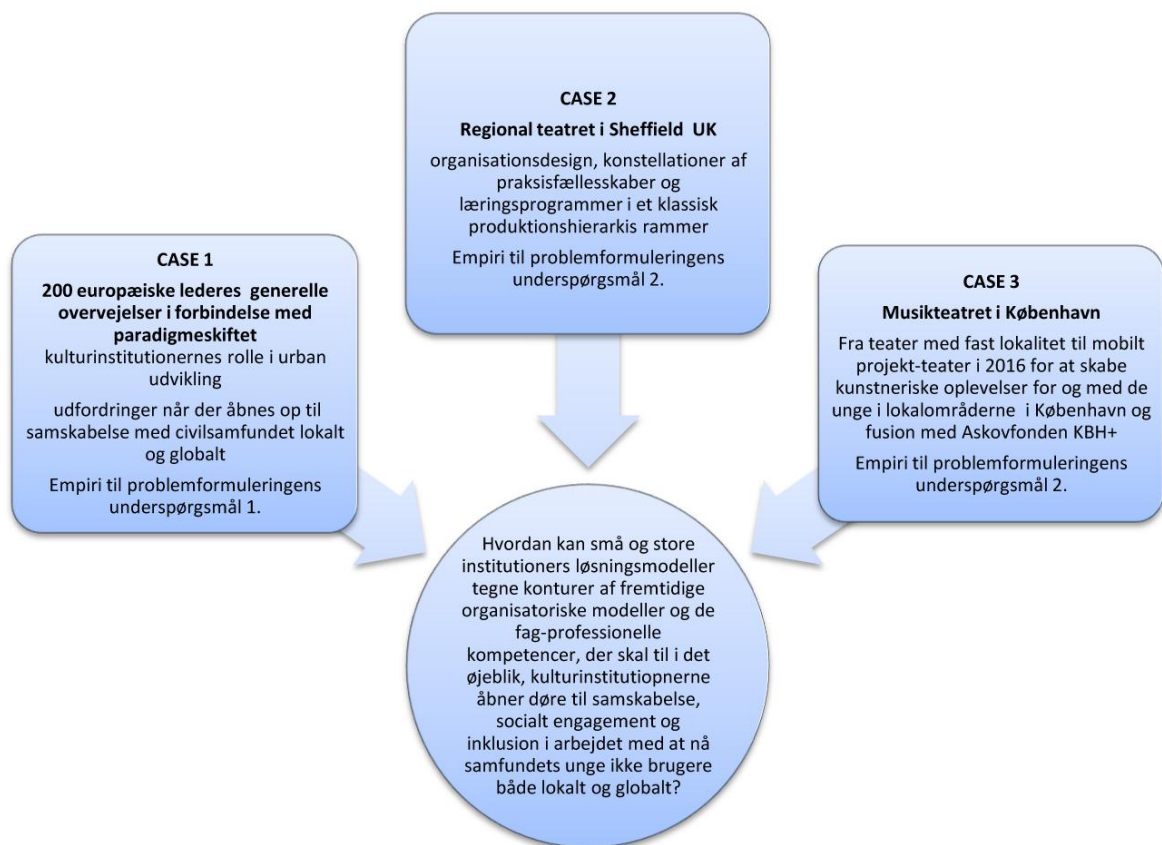 CASE 1
200 europæiske lederes generelle
overvejelser i forbindelse med
paradigmeskiftet
kulturinstitutionernes rolle i urban
udvikling
udfordringer når der åbnes op til
samskabelse med civilsamfundet lokalt
og globalt
Empiri til problemformuleringens
underspørgsmål 1.
CASE 2
Regional teatret i Sheffield UK
organisationsdesign, konstellationer af
praksisfællesskaber og
læringsprogrammer i et klassisk
produktionshierarkis rammer
Empiri til problemformuleringens
underspørgsmål 2.
CASE 3
Musikteatret i København
Fra teater med fast lokalitet til mobilt
projekt-teater i 2016 for at skabe
kunstneriske oplevelser for og med de
unge i lokalområderne i København og
fusion med Askovfonden KBH+
Empiri til problemformuleringens
underspørgsmål 2.
Hvordan kan små og store
institutioners løsningsmodeller
tegne konturer af fremtidige
organisatoriske modeller og de
fag-professionelle
kompetencer, der skal til i det
øjeblik, kulturinstitutiopnerne
åbner døre til samskabelse,
socialt engagement og
inklusion i arbejdet med at nå
samfundets unge ikke brugere
både lokalt og globalt?